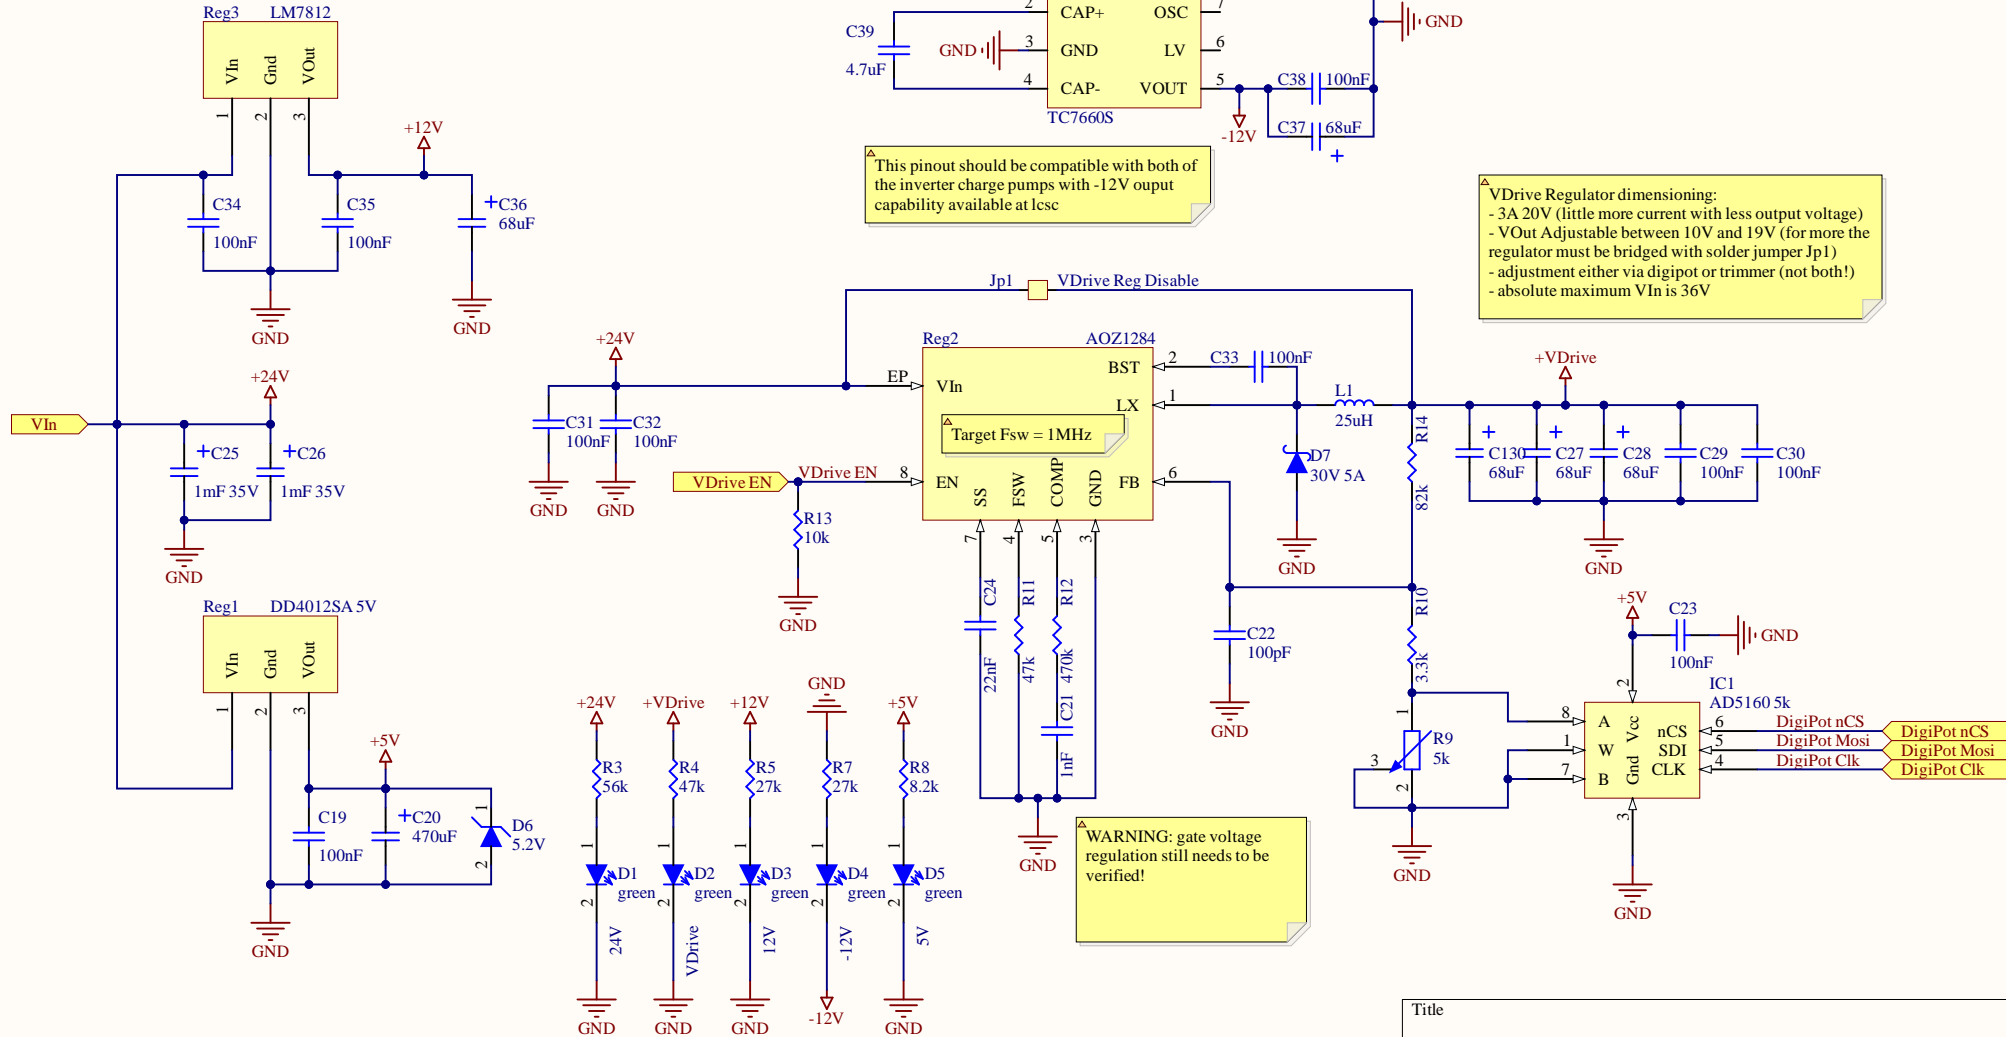 Reg3 LM7812
VIn
Gnd
VOut
1
2
3
+12V
C34
100nF
C35
100nF
C36
68uF
GND
GND
+24V
VIn
C25
1mF 35V
C26
1mF 35V
GND
Reg1 DD4012SA 5V
VIn
Gnd
VOut
1
2
3
+5V
C19
100nF
C20
470uF
1
D6
5.2V
2
GND
C39
4.7uF
2 CAP+
GND 3 GND
4 CAP-
OSC 7
LV 6
VOUT 5
TC7660S
-12V
C38 100nF
C37 68uF
GND
This pinout should be compatible with both of
the inverter charge pumps with -12V ouput
capability available at lcsc
VDrive Regulator dimensioning:
- 3A 20V (little more current with less output voltage)
- VOut Adjustable between 10V and 19V (for more the
regulator must be bridged with solder jumper Jp1)
- adjustment either via digipot or trimmer (not both!)
- absolute maximum VIn is 36V
Jp1 VDrive Reg Disable
+24V
C31
100nF
C32
100nF
GND
GND
Reg2 AOZ1284
EP VIn
BST 2
LX 1
Target Fsw = 1MHz
8 EN
FB 6
SS
FSW
COMP
GND
7
4
5
3
VDrive EN VDrive EN
R13
10k
GND
C33 100nF
L1
25uH
D7
30V 5A
GND
R14
82k
+VDrive
C130
68uF
C27
68uF
C28
68uF
C29
100nF
C30
100nF
GND
C24
22nF
R11
47k
R12
470k
C21
1nF
GND
C22
100pF
GND
R10
3.3k
1
R9
5k
3
2
GND
+5V
C23
100nF
GND
IC1
AD5160 5k
2
8 A
1 W
7 B
Vcc
Gnd
nCS 6
SDI 5
CLK 4
3
GND
DigiPot nCS DigiPot nCS
DigiPot Mosi DigiPot Mosi
DigiPot Clk DigiPot Clk
+24V
R3
56k
1
D1
green
2
24V
GND
+VDrive
R4
47k
1
D2
green
2
VDrive
GND
+12V
R5
27k
1
D3
green
2
12V
GND
GND
R7
27k
1
D4
green
2
-12V
-12V
+5V
R8
8.2k
1
D5
green
2
5V
GND
WARNING: gate voltage
regulation still needs to be
verified!
Title